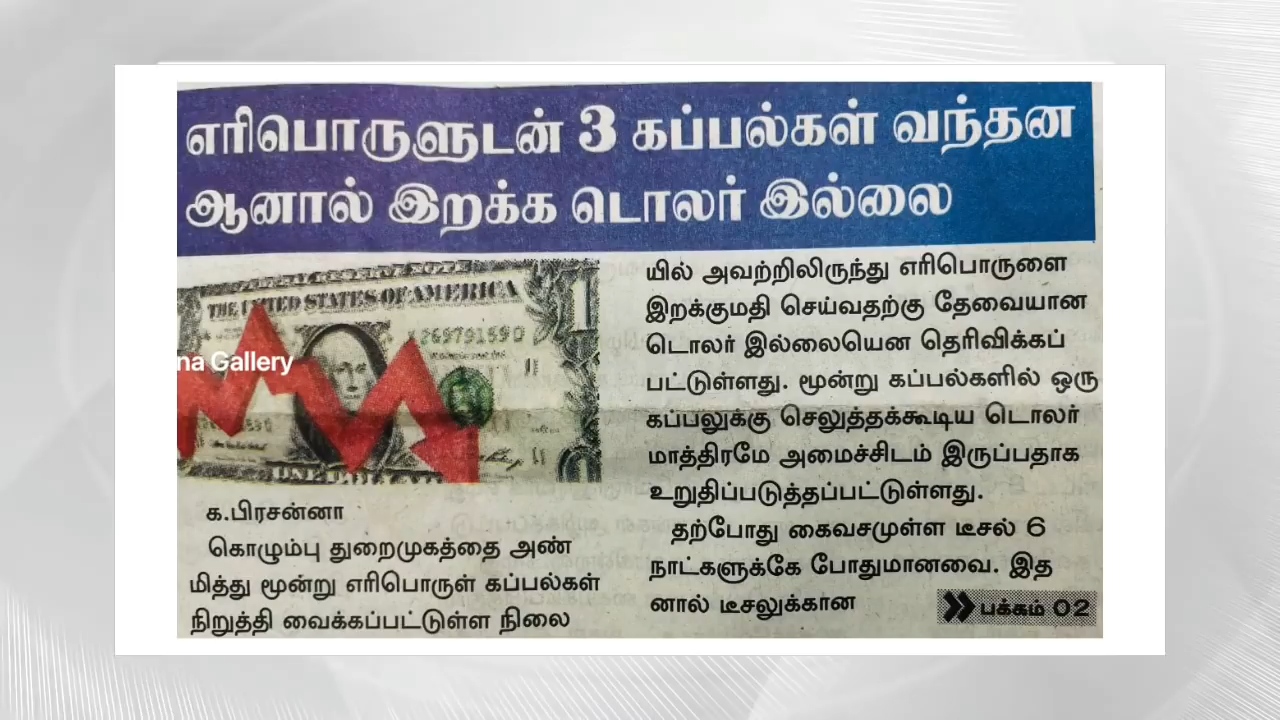 எரிபொருளுடன் 3 கப்பல்கள் வந்தன
ஆனால் இறக்க டொலர் இல்லை
THE UNITED STATES OF AMERICA
1
269791590
na Gallery
க.பிரசன்னா
கொழும்பு துறைமுகத்தை அண்
மித்து மூன்று எரிபொருள் கப்பல்கள்
நிறுத்தி வைக்கப்பட்டுள்ள நிலை
யில் அவற்றிலிருந்து எரிபொருளை
இறக்குமதி செய்வதற்கு தேவையான
டொலர் இல்லையென தெரிவிக்கப்
பட்டுள்ளது. மூன்று கப்பல்களில் ஒரு
கப்பலுக்கு செலுத்தக்கூடிய டொலர்
மாத்திரமே அமைச்சிடம் இருப்பதாக
உறுதிப்படுத்தப்பட்டுள்ளது.
தற்போது கைவசமுள்ள டீசல் 6
நாட்களுக்கே போதுமானவை. இத
னால் டீசலுக்கான
பக்கம் 02